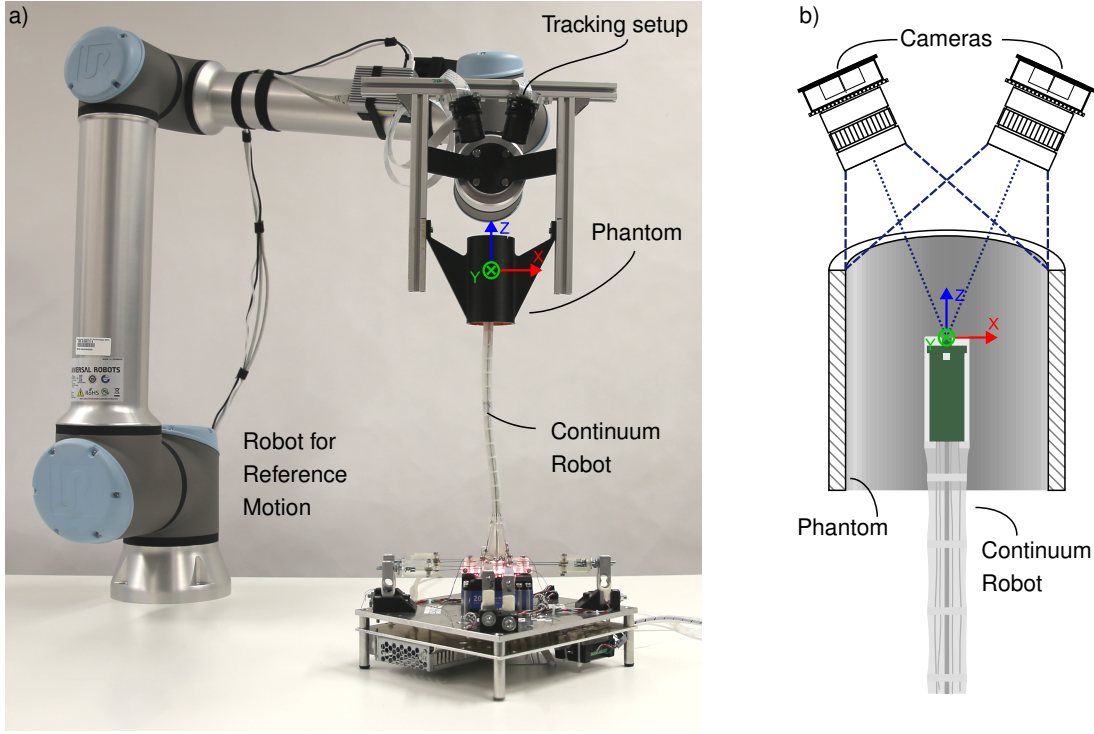 a)
Tracking setup
Phantom
Z
X
Y
UNIVERSAL ROBOTS
Continuum
Robot
Robot for
Reference
Motion
b)
Cameras
Z
X
Y
Phantom
Continuum
Robot